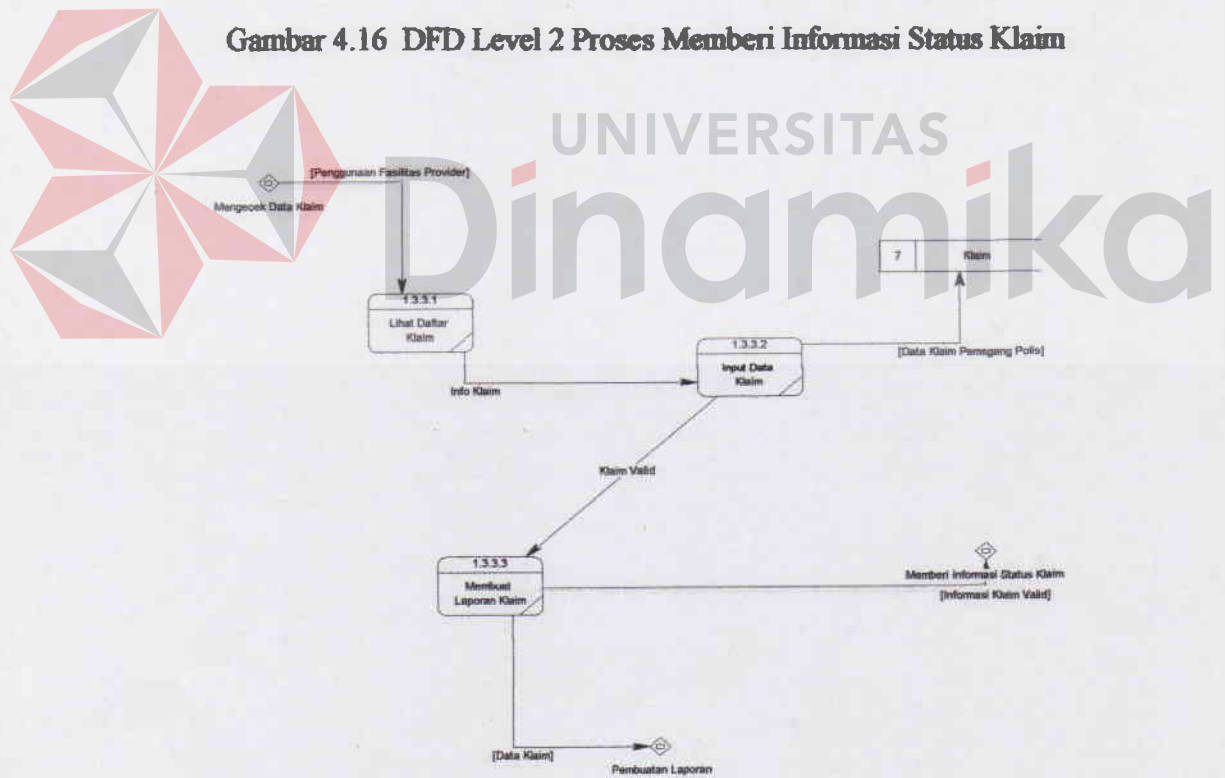 Gambar 4.16 DFD Level 2 Proses Memberi Informasi Status Klaim
UNIVERSITAS
Dinamika
[Penggunaan Fasilitas Provider]
Mengecek Data Klaim
7
Klaim
1.3.3.1
Lihat Daftar
Klaim
1.3.3.2
Input Data
Klaim
[Data Klaim Pemegang Polis]
Info Klaim
Klaim Valid
1.3.3.3
Membuat
Laporan Klaim
Memberi Informasi Status Klaim
[Informasi Klaim Valid]
[Data Klaim]
Pembuatan Laporan